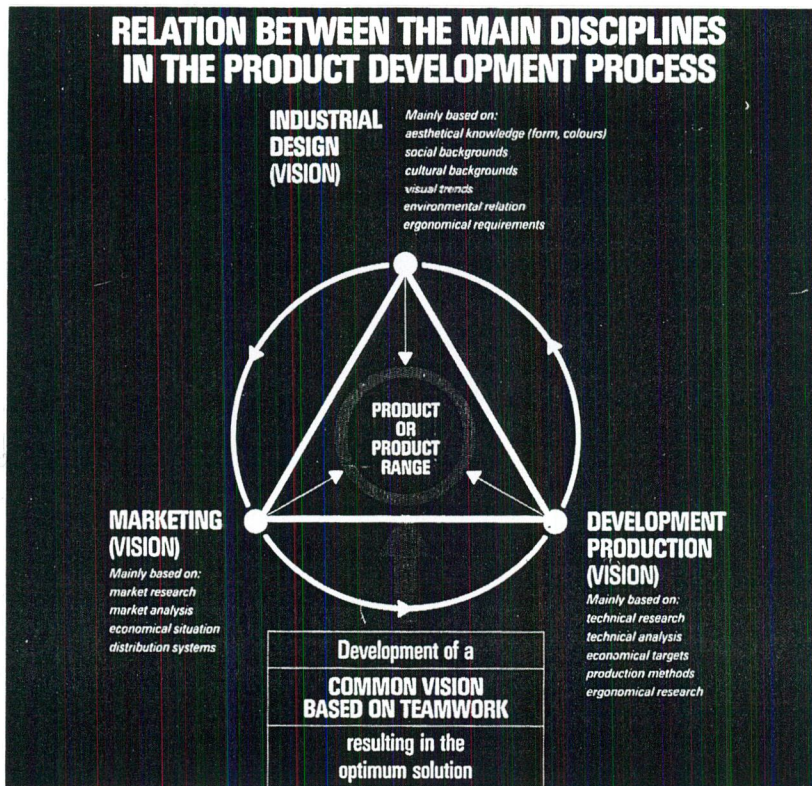 RELATION BETWEEN THE MAIN DISCIPLINES
IN THE PRODUCT DEVELOPMENT PROCESS
INDUSTRIAL
DESIGN
(VISION)
Mainly based on:
aesthetical knowledge (form, colours)
social backgrounds
cultural backgrounds
visual trends
environmental relation
ergonomical requirements
PRODUCT
OR
PRODUCT
RANGE
MARKETING
(VISION)
Mainly based on:
market research
market analysis
economical situation
distribution systems
DEVELOPMENT
PRODUCTION
(VISION)
Mainly based on:
technical research
technical analysis
economical targets
production methods
ergonomical research
Development of a
COMMON VISION
BASED ON TEAMWORK
resulting in the
optimum solution